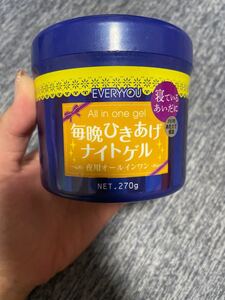 EVERYYOU
All in one gel
毎晩ひきあげ
ナイトゲル
夜用オールインワン
NET.270g
寝ている
あいだに